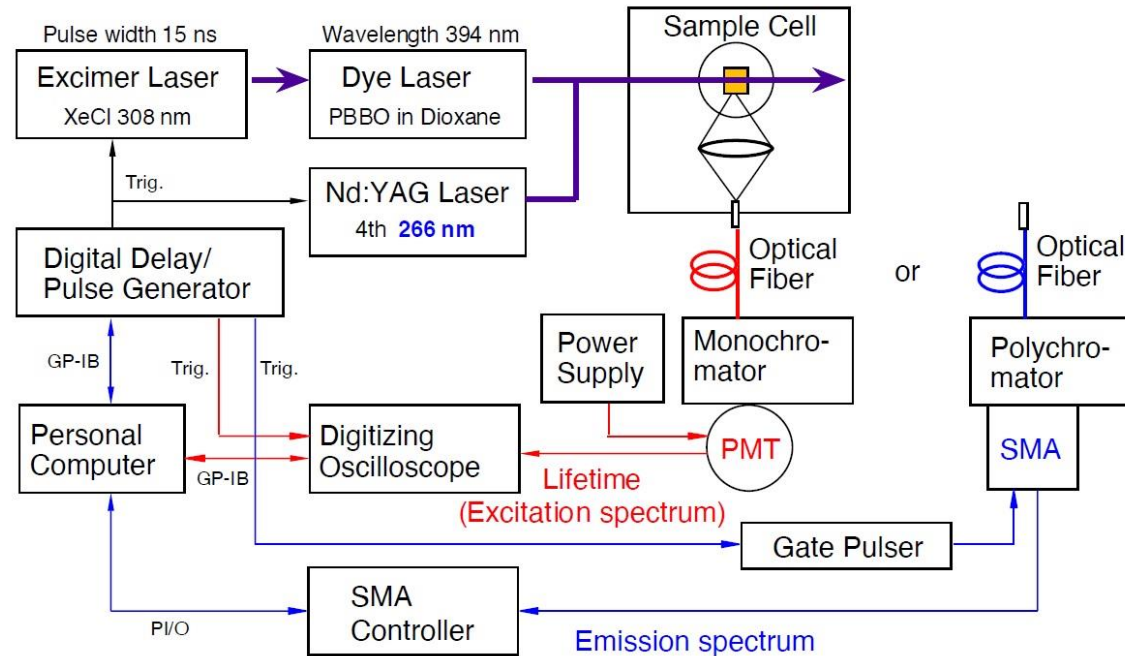 Pulse width 15 ns
Excimer Laser
XeCl 308 nm
Wavelength 394 nm
Dye Laser
PBBO in Dioxane
Sample Cell
Trig.
Nd:YAG Laser
4th 266 nm
Digital Delay/
Pulse Generator
Optical
Fiber
or
Optical
Fiber
GP-IB
Trig.
Trig.
Power
Supply
Monochro-
mator
Polychro-
mator
Personal
Computer
GP-IB
Digitizing
Oscilloscope
PMT
SMA
Lifetime
(Excitation spectrum)
Gate Pulser
PI/O
SMA
Controller
Emission spectrum